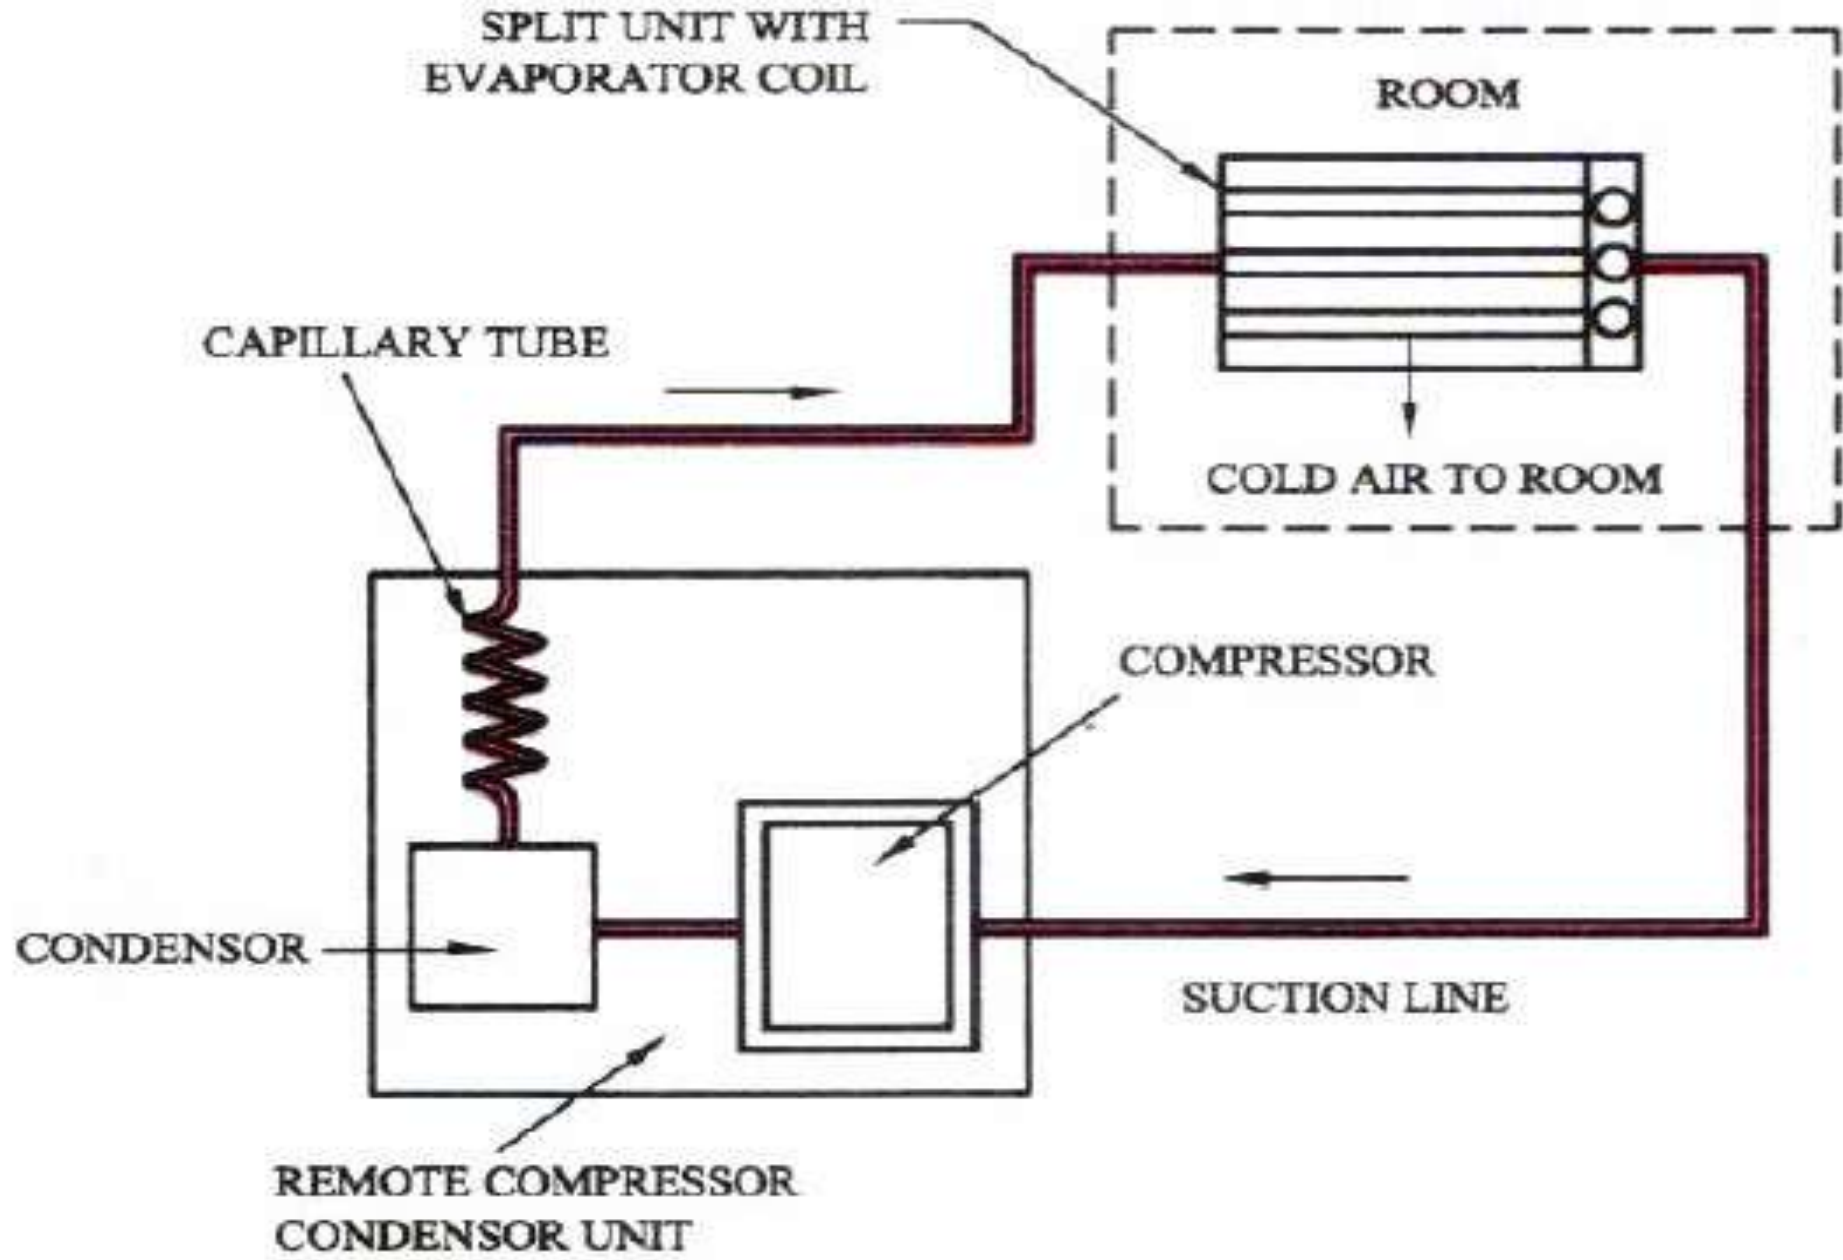 SPLIT UNIT WITH
EVAPORATOR COIL
ROOM
CAPILLARY TUBE
COLD AIR TO ROOM
COMPRESSOR
CONDENSOR
SUCTION LINE
REMOTE COMPRESSOR
CONDENSOR UNIT